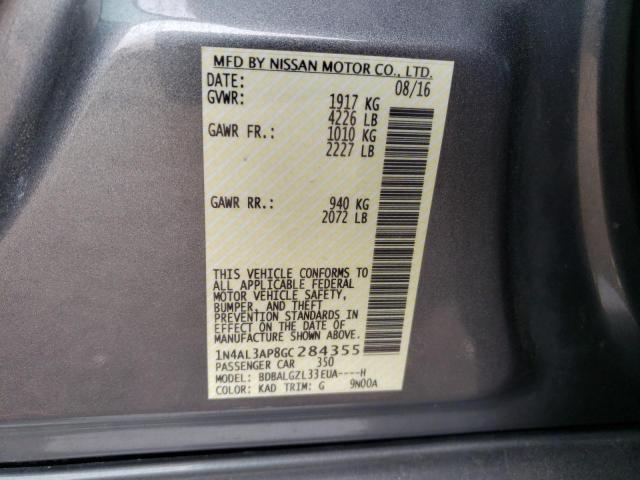 MFD BY NISSAN MOTOR CO., LTD.
DATE: 08/16
GVWR: 1917 KG
4226 LB
GAWR FR.: 1010 KG
2227 LB
GAWR RR.: 940 KG
2072 LB
THIS VEHICLE CONFORMS TO
ALL APPLICABLE FEDERAL
MOTOR VEHICLE SAFETY,
BUMPER, AND THEFT
PREVENTION STANDARDS IN
EFFECT ON THE DATE OF
MANUFACTURE SHOWN ABOVE.
1N4AL3AP8GC284355
PASSENGER CAR 350
MODEL: BDBALGZL33EUA----H
COLOR: KAD TRIM: G 9N00A